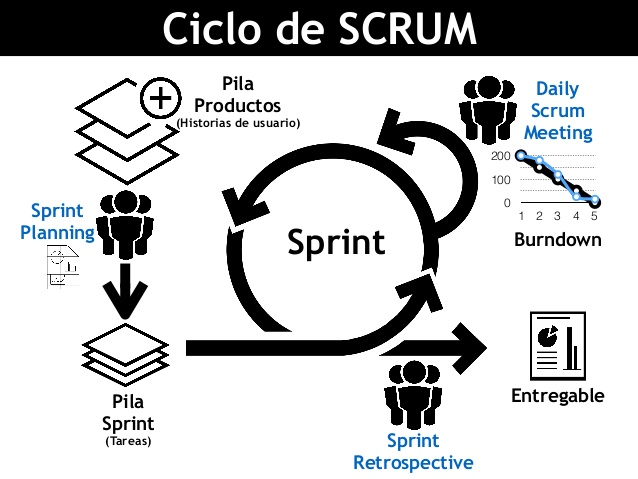 Ciclo de SCRUM
Pila
Productos
(Historias de usuario)
Daily
Scrum
Meeting
200
100
0
1 2 3 4 5
Burndown
Sprint
Planning
Sprint
Pila
Sprint
(Tareas)
Entregable
Sprint
Retrospective